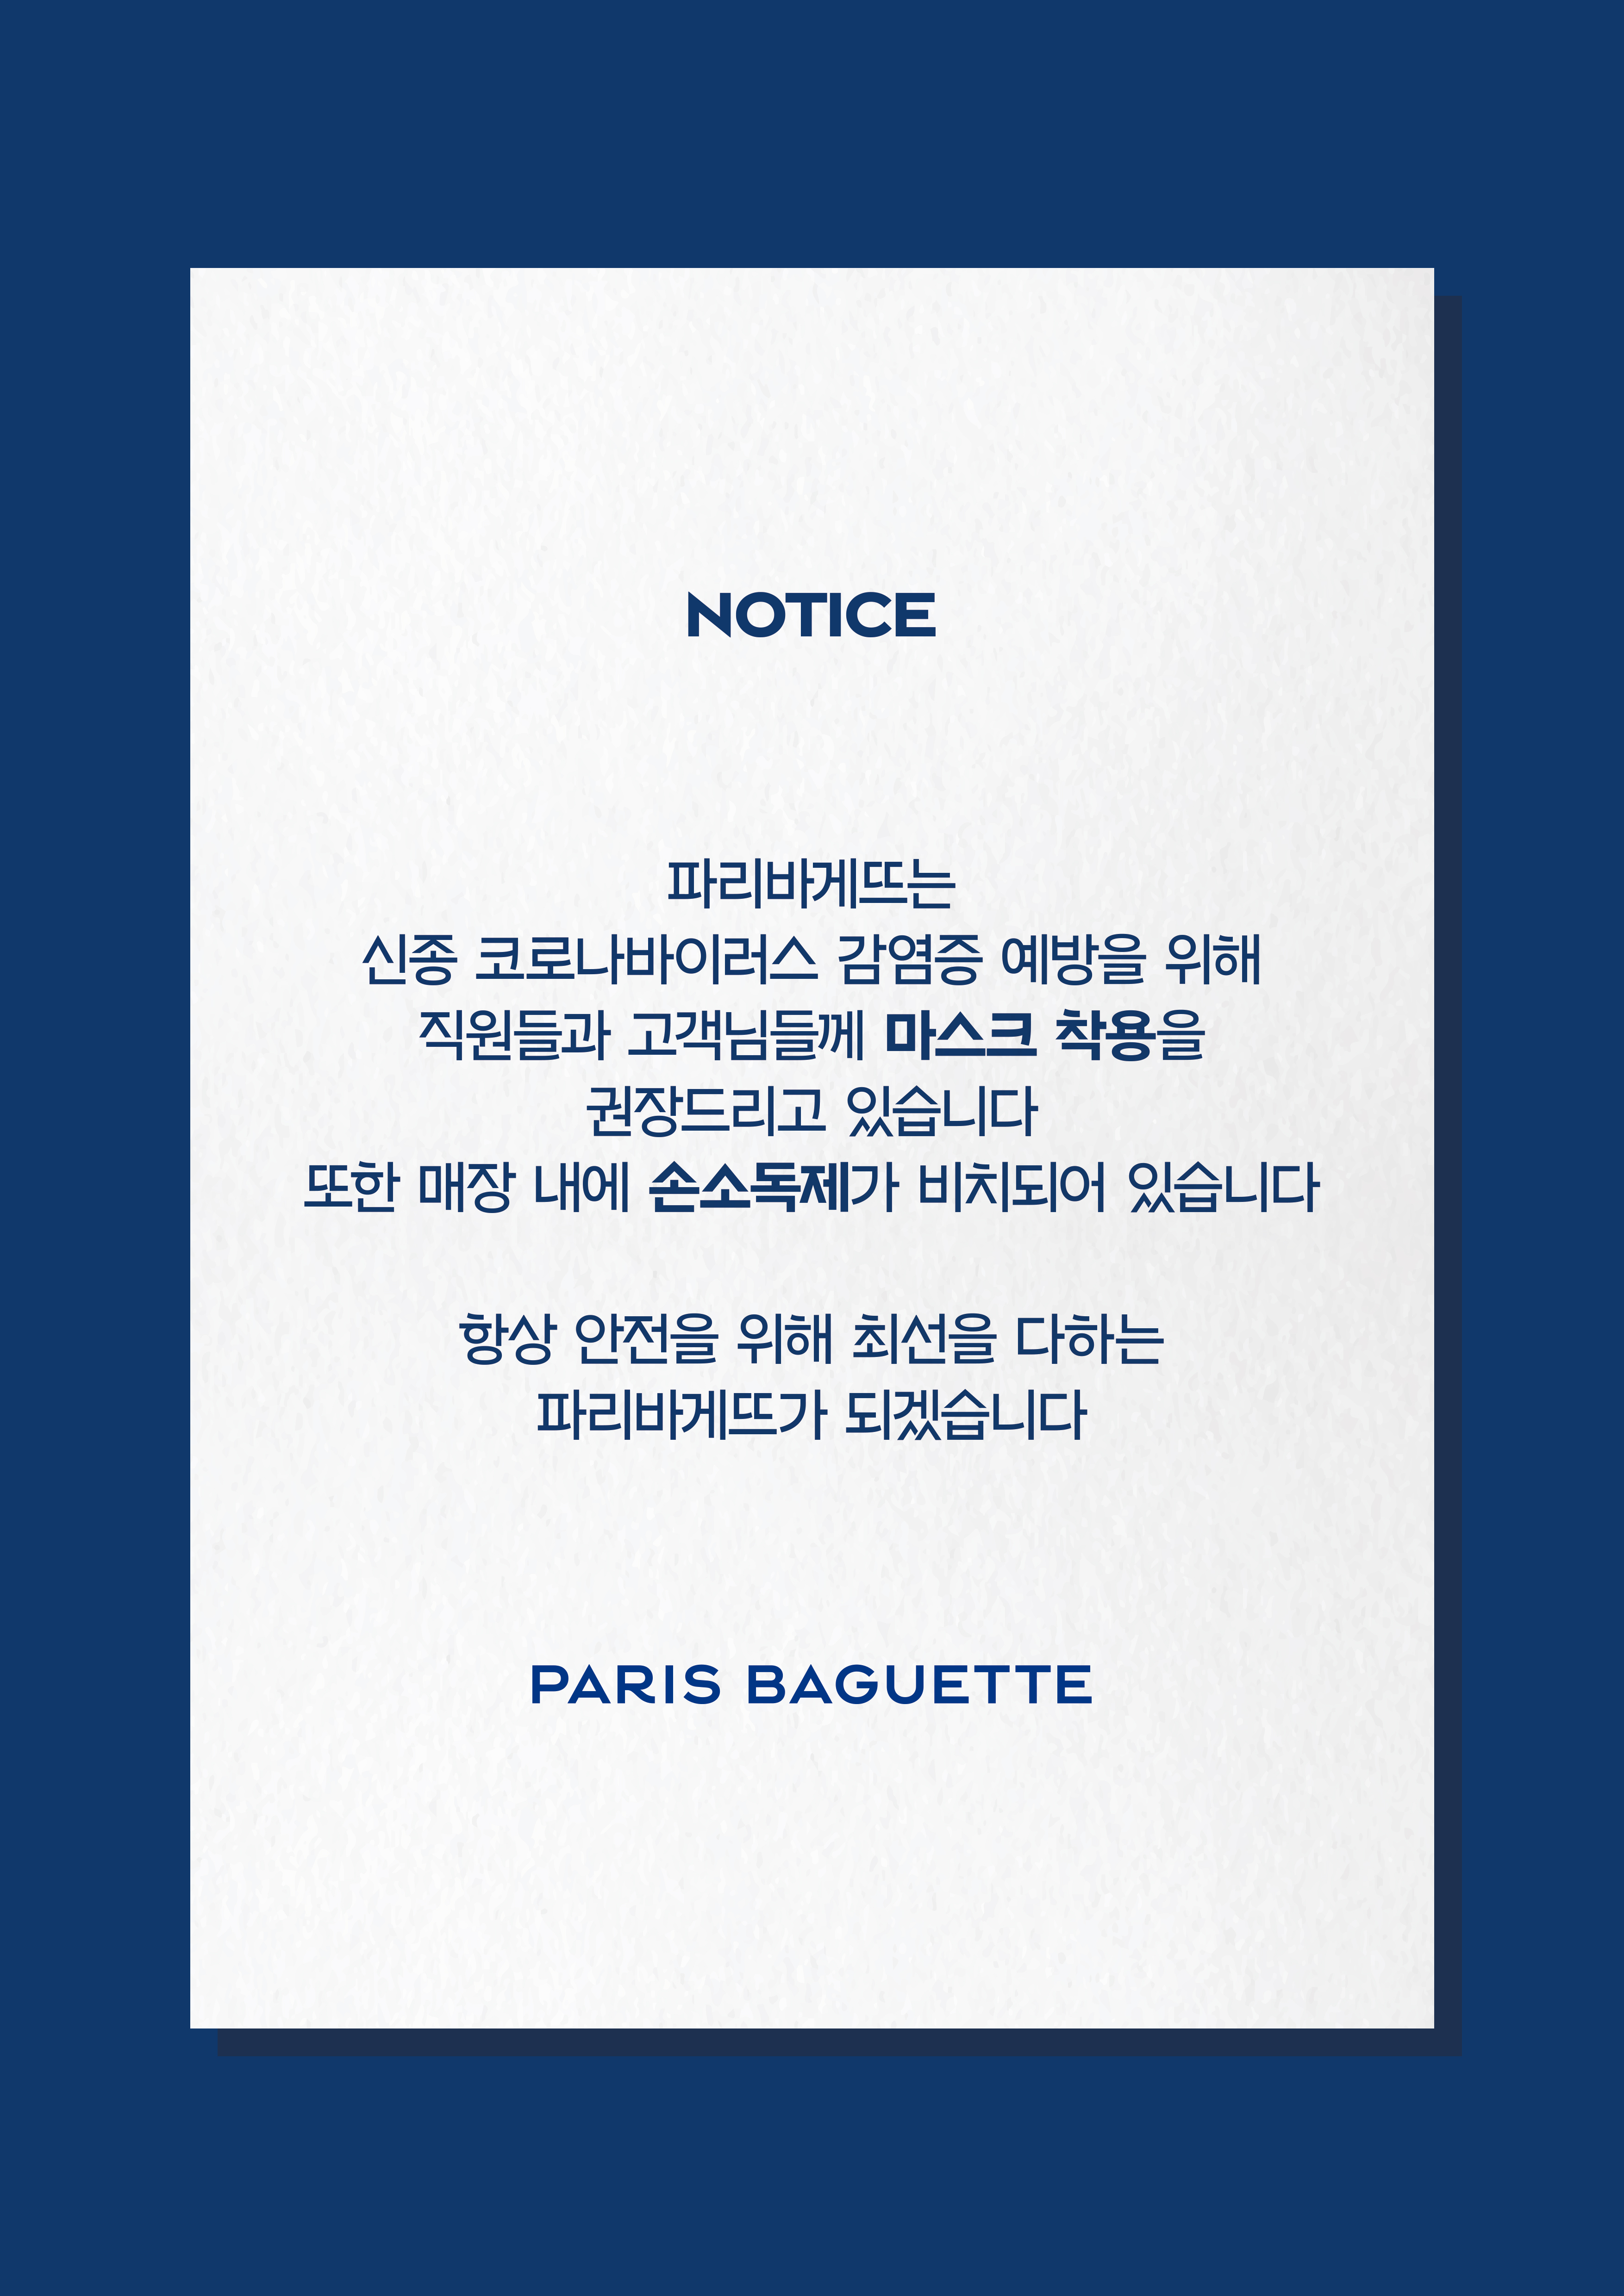 NOTICE
파리바게뜨는
신종 코로나바이러스 감염증 예방을 위해
직원들과 고객님들께 마스크 착용을
권장드리고 있습니다
또한 매장 내에 손소독제가 비치되어 있습니다
항상 안전을 위해 최선을 다하는
파리바게뜨가 되겠습니다
PARIS BAGUETTE